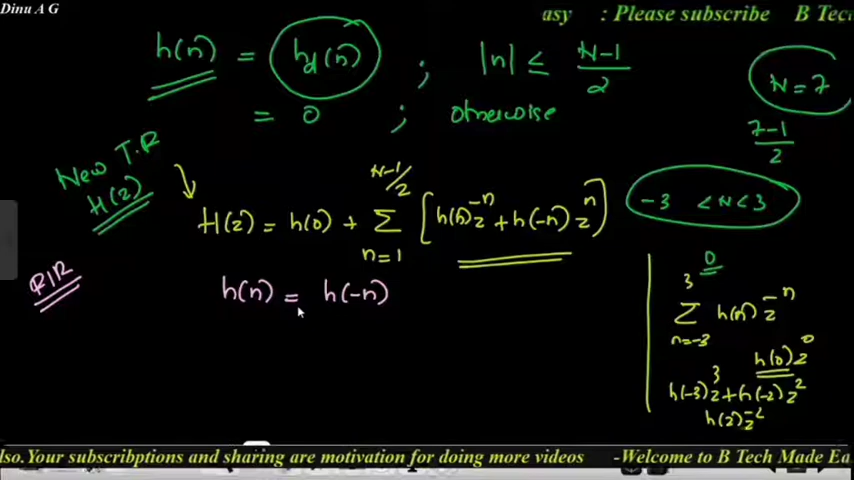 Dinu A G
asy : Please subscribe B Tech
h(n) = hd(n) ; |n| ≤ N-1/2
= 0 ; otherwise
N = 7
7-1/2
New T.R
H(z)
H(z) = h(0) + Σ n=1 N-1/2 [h(n)z^-n + h(-n) z^n]
-3 < N < 3
h(n) = h(-n)
0
3 Σ n=-3 h(n) z^-n
h(0)z^0
h(-3)z^3 + h(-2)z^2
h(2)z^-2
lso.Your subscribptions and sharing are motivation for doing more videos -Welcome to B Tech Made Ea